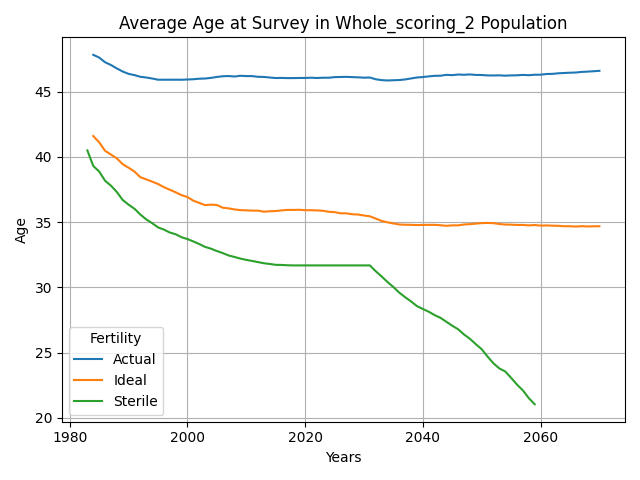 Average Age at Survey in Whole_scoring_2 Population
Age
45
40
35
30
25
20
Fertility
Actual
Ideal
Sterile
1980
2000
2020
2040
2060
Years